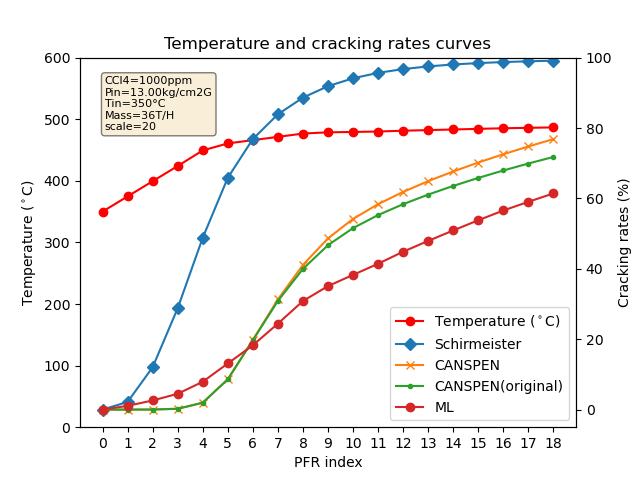 Temperature and cracking rates curves
CCl4=1000ppm
Pin=13.00kg/cm2G
Tin=350°C
Mass=36T/H
scale=20
600
500
400
300
200
100
0
Temperature (°C)
100
80
60
40
20
0
Cracking rates (%)
Temperature (°C)
Schirmeister
CANSPEN
CANSPEN(original)
ML
0 1 2 3 4 5 6 7 8 9 10 11 12 13 14 15 16 17 18
PFR index